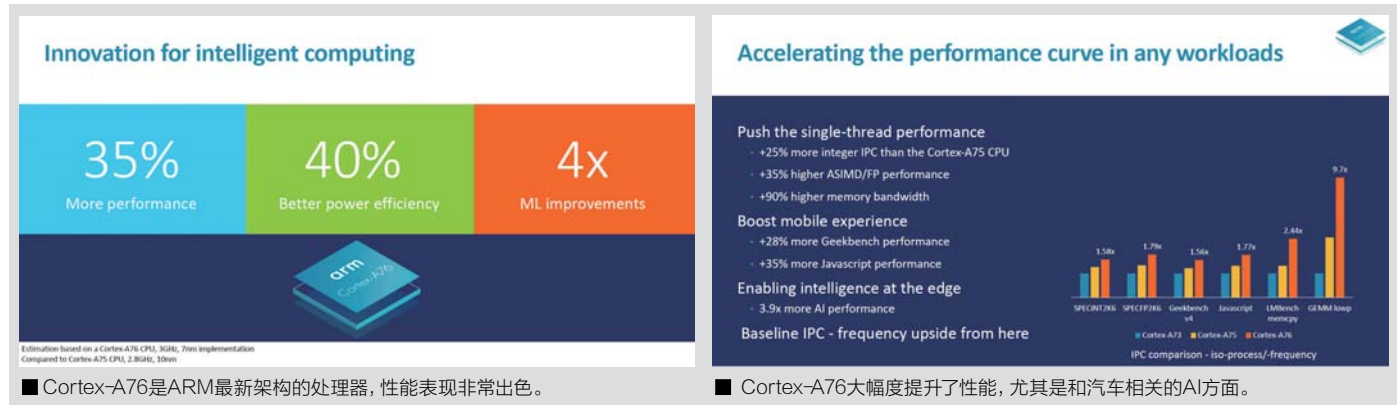 Innovation for intelligent computing
35%
More performance
40%
Better power efficiency
4x
ML improvements
arm
Cortex-A76
Estimation based on a Cortex-A76 CPU, 3GHz, 7nm implementation
Compared to Cortex-A75 CPU, 2.8GHz, 10nm
■ Cortex-A76是ARM最新架构的处理器,性能表现非常出色。
Accelerating the performance curve in any workloads
arm
Push the single-thread performance
- +25% more integer IPC than the Cortex-A75 CPU
- +35% higher ASIMD/FP performance
- +90% higher memory bandwidth
Boost mobile experience
- +28% more Geekbench performance
- +35% more Javascript performance
Enabling intelligence at the edge
- 3.9x more AI performance
Baseline IPC - frequency upside from here
1.58x
1.79x
1.56x
1.77x
2.44x
9.7x
SPECINT2K6 SPECFP2K6 Geekbench v4 Javascript LMBench memcpy GEMM lowp
■ Cortex-A73 ■ Cortex-A75 ■ Cortex-A76
IPC comparison - iso-process/-frequency
■ Cortex-A76大幅度提升了性能,尤其是和汽车相关的AI方面。